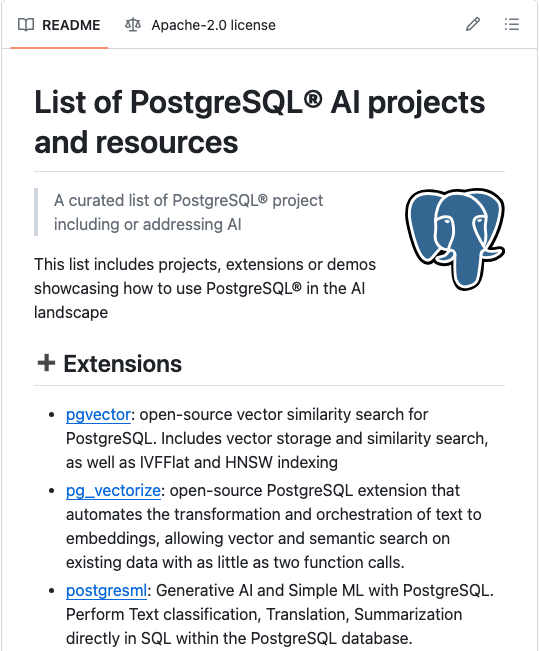 README
Apache-2.0 license
List of PostgreSQL® AI projects
and resources
A curated list of PostgreSQL® project
including or addressing AI
This list includes projects, extensions or demos
showcasing how to use PostgreSQL® in the AI
landscape
➕ Extensions
• pgvector: open-source vector similarity search for
PostgreSQL. Includes vector storage and similarity search,
as well as IVFFlat and HNSW indexing
• pg_vectorize: open-source PostgreSQL extension that
automates the transformation and orchestration of text to
embeddings, allowing vector and semantic search on
existing data with as little as two function calls.
• postgresml: Generative AI and Simple ML with PostgreSQL.
Perform Text classification, Translation, Summarization
directly in SQL within the PostgreSQL database.